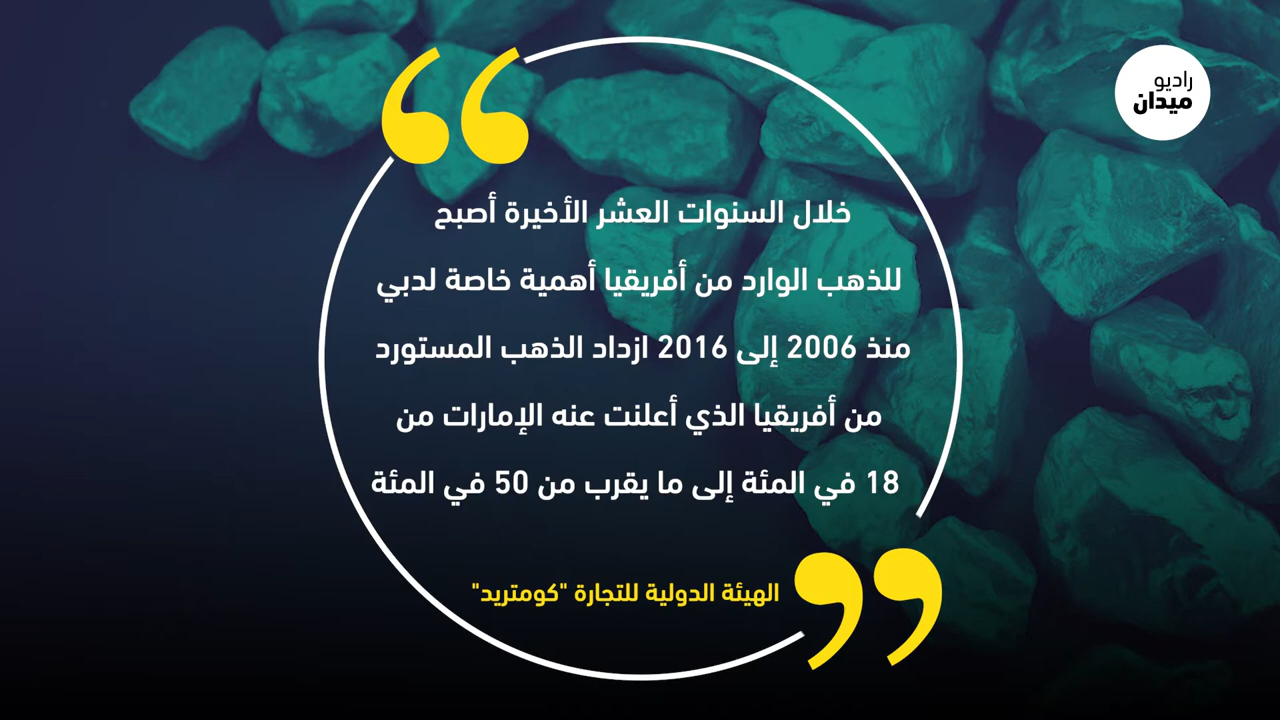 راديو
ميدان
خلال السنوات العشر الأخيرة أصبح
للذهب الوارد من أفريقيا أهمية خاصة لدبي
منذ 2006 إلى 2016 ازداد الذهب المستورد
من أفريقيا الذي أعلنت عنه الإمارات من
18 في المئة إلى ما يقرب من 50 في المئة
الهيئة الدولية للتجارة "كومتريد"